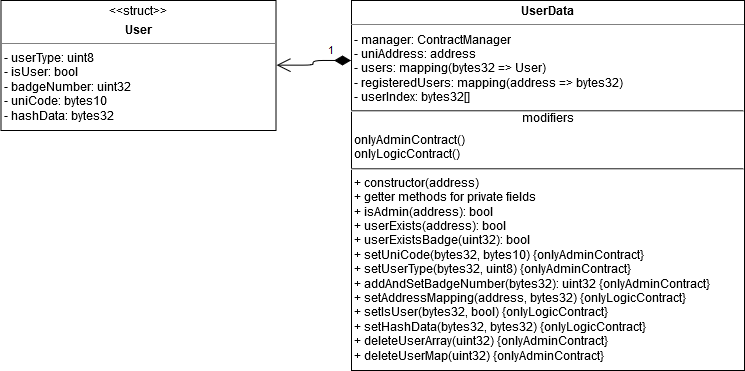 <<struct>>
User
- userType: uint8
- isUser: bool
- badgeNumber: uint32
- uniCode: bytes10
- hashData: bytes32
1
UserData
- manager: ContractManager
- uniAddress: address
- users: mapping(bytes32 => User)
- registeredUsers: mapping(address => bytes32)
- userIndex: bytes32[]
modifiers
onlyAdminContract()
onlyLogicContract()
+ constructor(address)
+ getter methods for private fields
+ isAdmin(address): bool
+ userExists(address): bool
+ userExistsBadge(uint32): bool
+ setUniCode(bytes32, bytes10) {onlyAdminContract}
+ setUserType(bytes32, uint8) {onlyAdminContract}
+ addAndSetBadgeNumber(bytes32): uint32 {onlyAdminContract}
+ setAddressMapping(address, bytes32) {onlyLogicContract}
+ setIsUser(bytes32, bool) {onlyLogicContract}
+ setHashData(bytes32, bytes32) {onlyLogicContract}
+ deleteUserArray(uint32) {onlyAdminContract}
+ deleteUserMap(uint32) {onlyAdminContract}